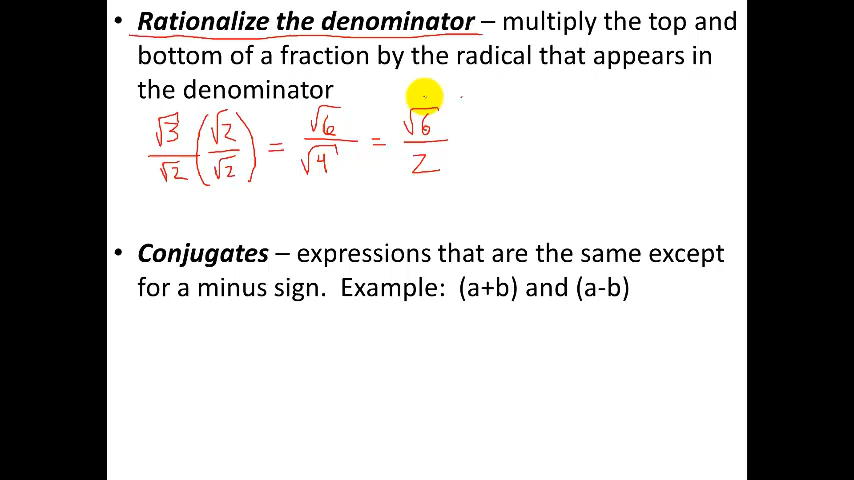 • Rationalize the denominator – multiply the top and
bottom of a fraction by the radical that appears in
the denominator
√3/√2 (√2/√2) = √6/√4 = √6/2
• Conjugates – expressions that are the same except
for a minus sign. Example: (a+b) and (a-b)